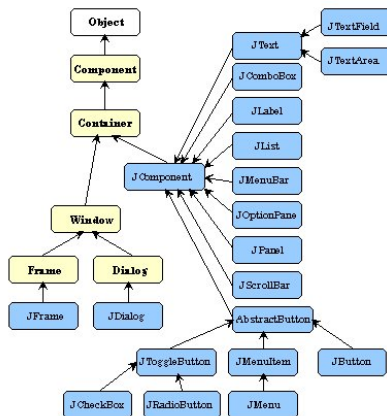 Object
JTextField
JText
Component
JTextArea
JComboBox
JLabel
Container
JList
JComponent
JMenuBar
JOptionPane
Window
JPanel
Frame
Dialog
JScrollBar
JFrame
JDialog
AbstractButton
JToggleButton
JMenuItem
JButton
JCheckBox
JRadioButton
JMenu